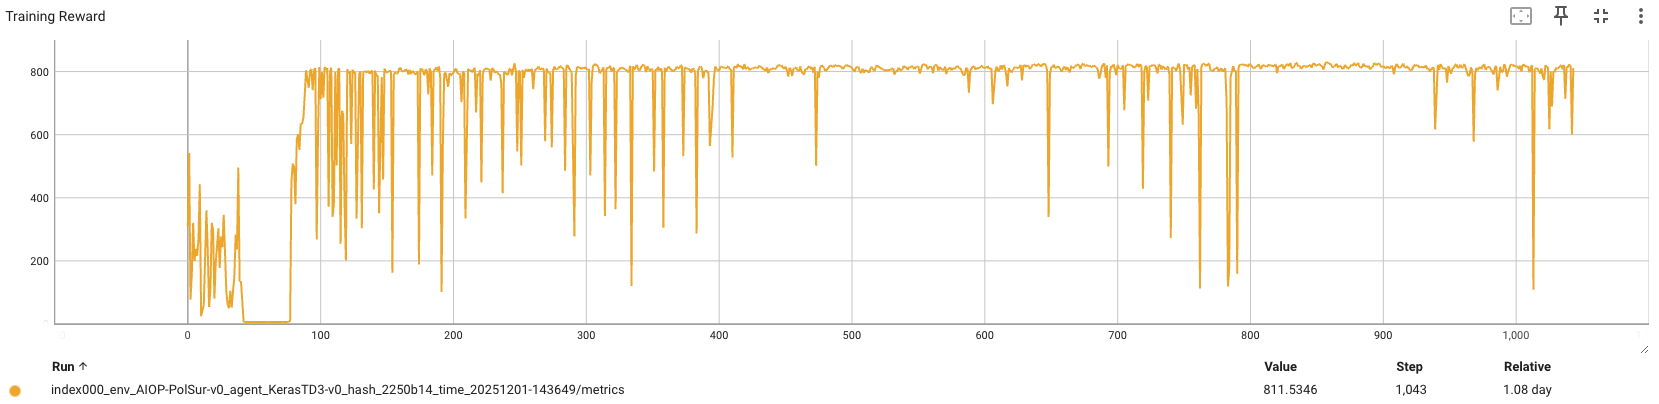 Training Reward
800
600
400
200
0 100 200 300 400 500 600 700 800 900 1,000
Run ↑ Value Step Relative
index000_env_AIOP-PolSur-v0_agent_KerasTD3-v0_hash_2250b14_time_20251201-143649/metrics 811.5346 1,043 1.08 day